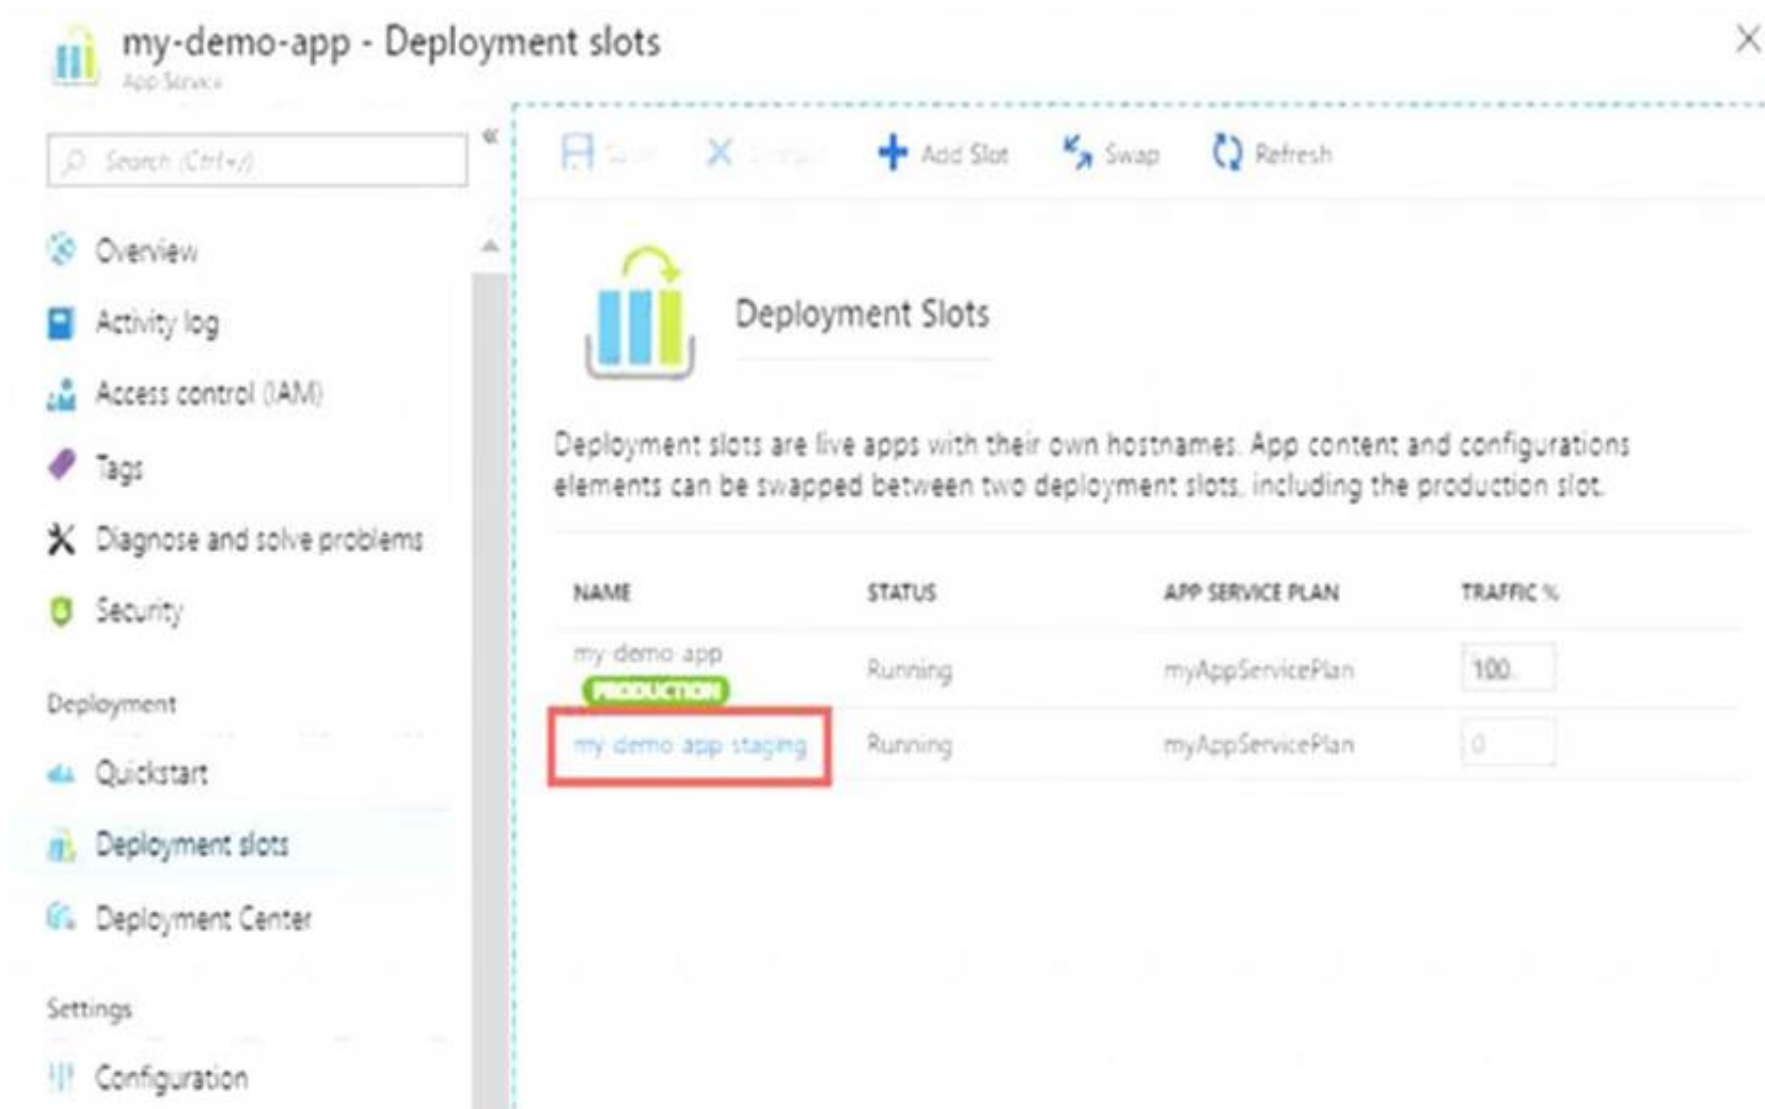 my-demo-app - Deployment slots
App Service
Search (Ctrl+/)
«
Add Slot
Swap
Refresh
Overview
Activity log
Access control (IAM)
Tags
Diagnose and solve problems
Security
Deployment
Quickstart
Deployment slots
Deployment Center
Settings
Configuration
Deployment Slots
Deployment slots are live apps with their own hostnames. App content and configurations
elements can be swapped between two deployment slots, including the production slot.
NAME STATUS APP SERVICE PLAN TRAFFIC %
my-demo-app Running myAppServicePlan 100
PRODUCTION
my-demo-app-staging Running myAppServicePlan 0